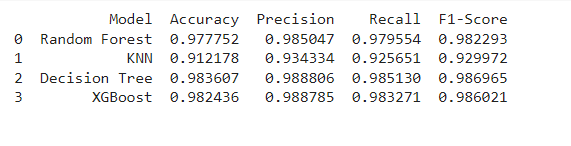 Model Accuracy Precision Recall F1-Score
0 Random Forest 0.977752 0.985047 0.979554 0.982293
1 KNN 0.912178 0.934334 0.925651 0.929972
2 Decision Tree 0.983607 0.988806 0.985130 0.986965
3 XGBoost 0.982436 0.988785 0.983271 0.986021